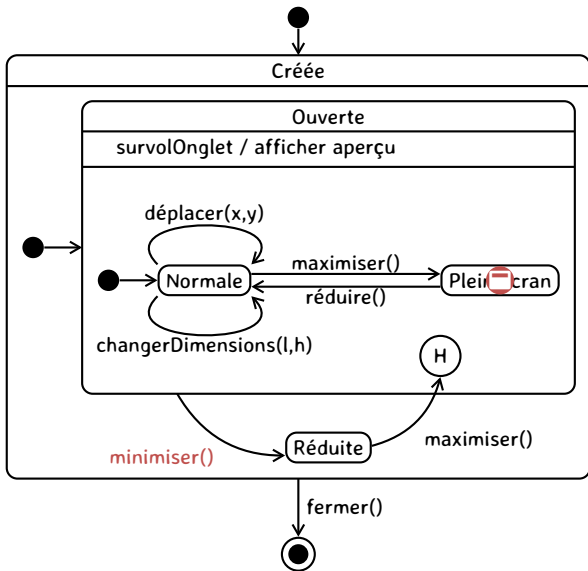 Créée
Ouverte
survolOnglet / afficher aperçu
déplacer(x,y)
maximiser()
Normale
réduire()
changerDimensions(l,h)
H
minimiser()
Réduite
maximiser()
fermer()